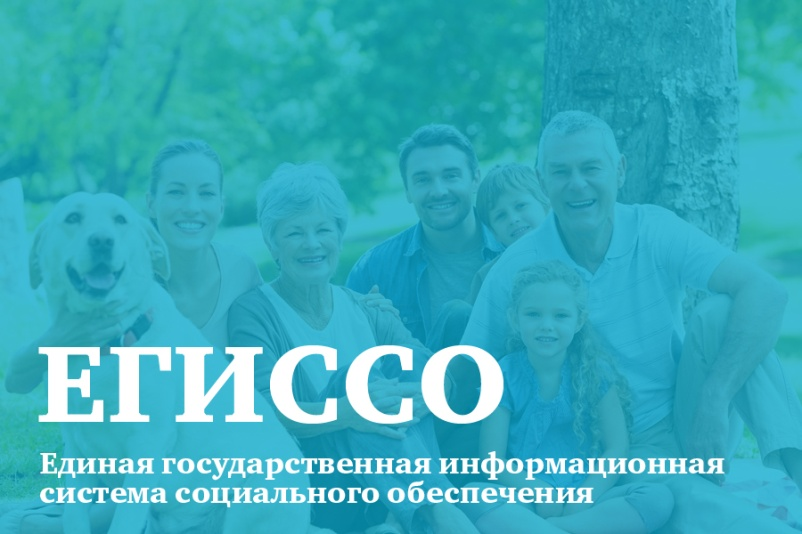 ЕГИССО
Единая государственная информационная
система социального обеспечения